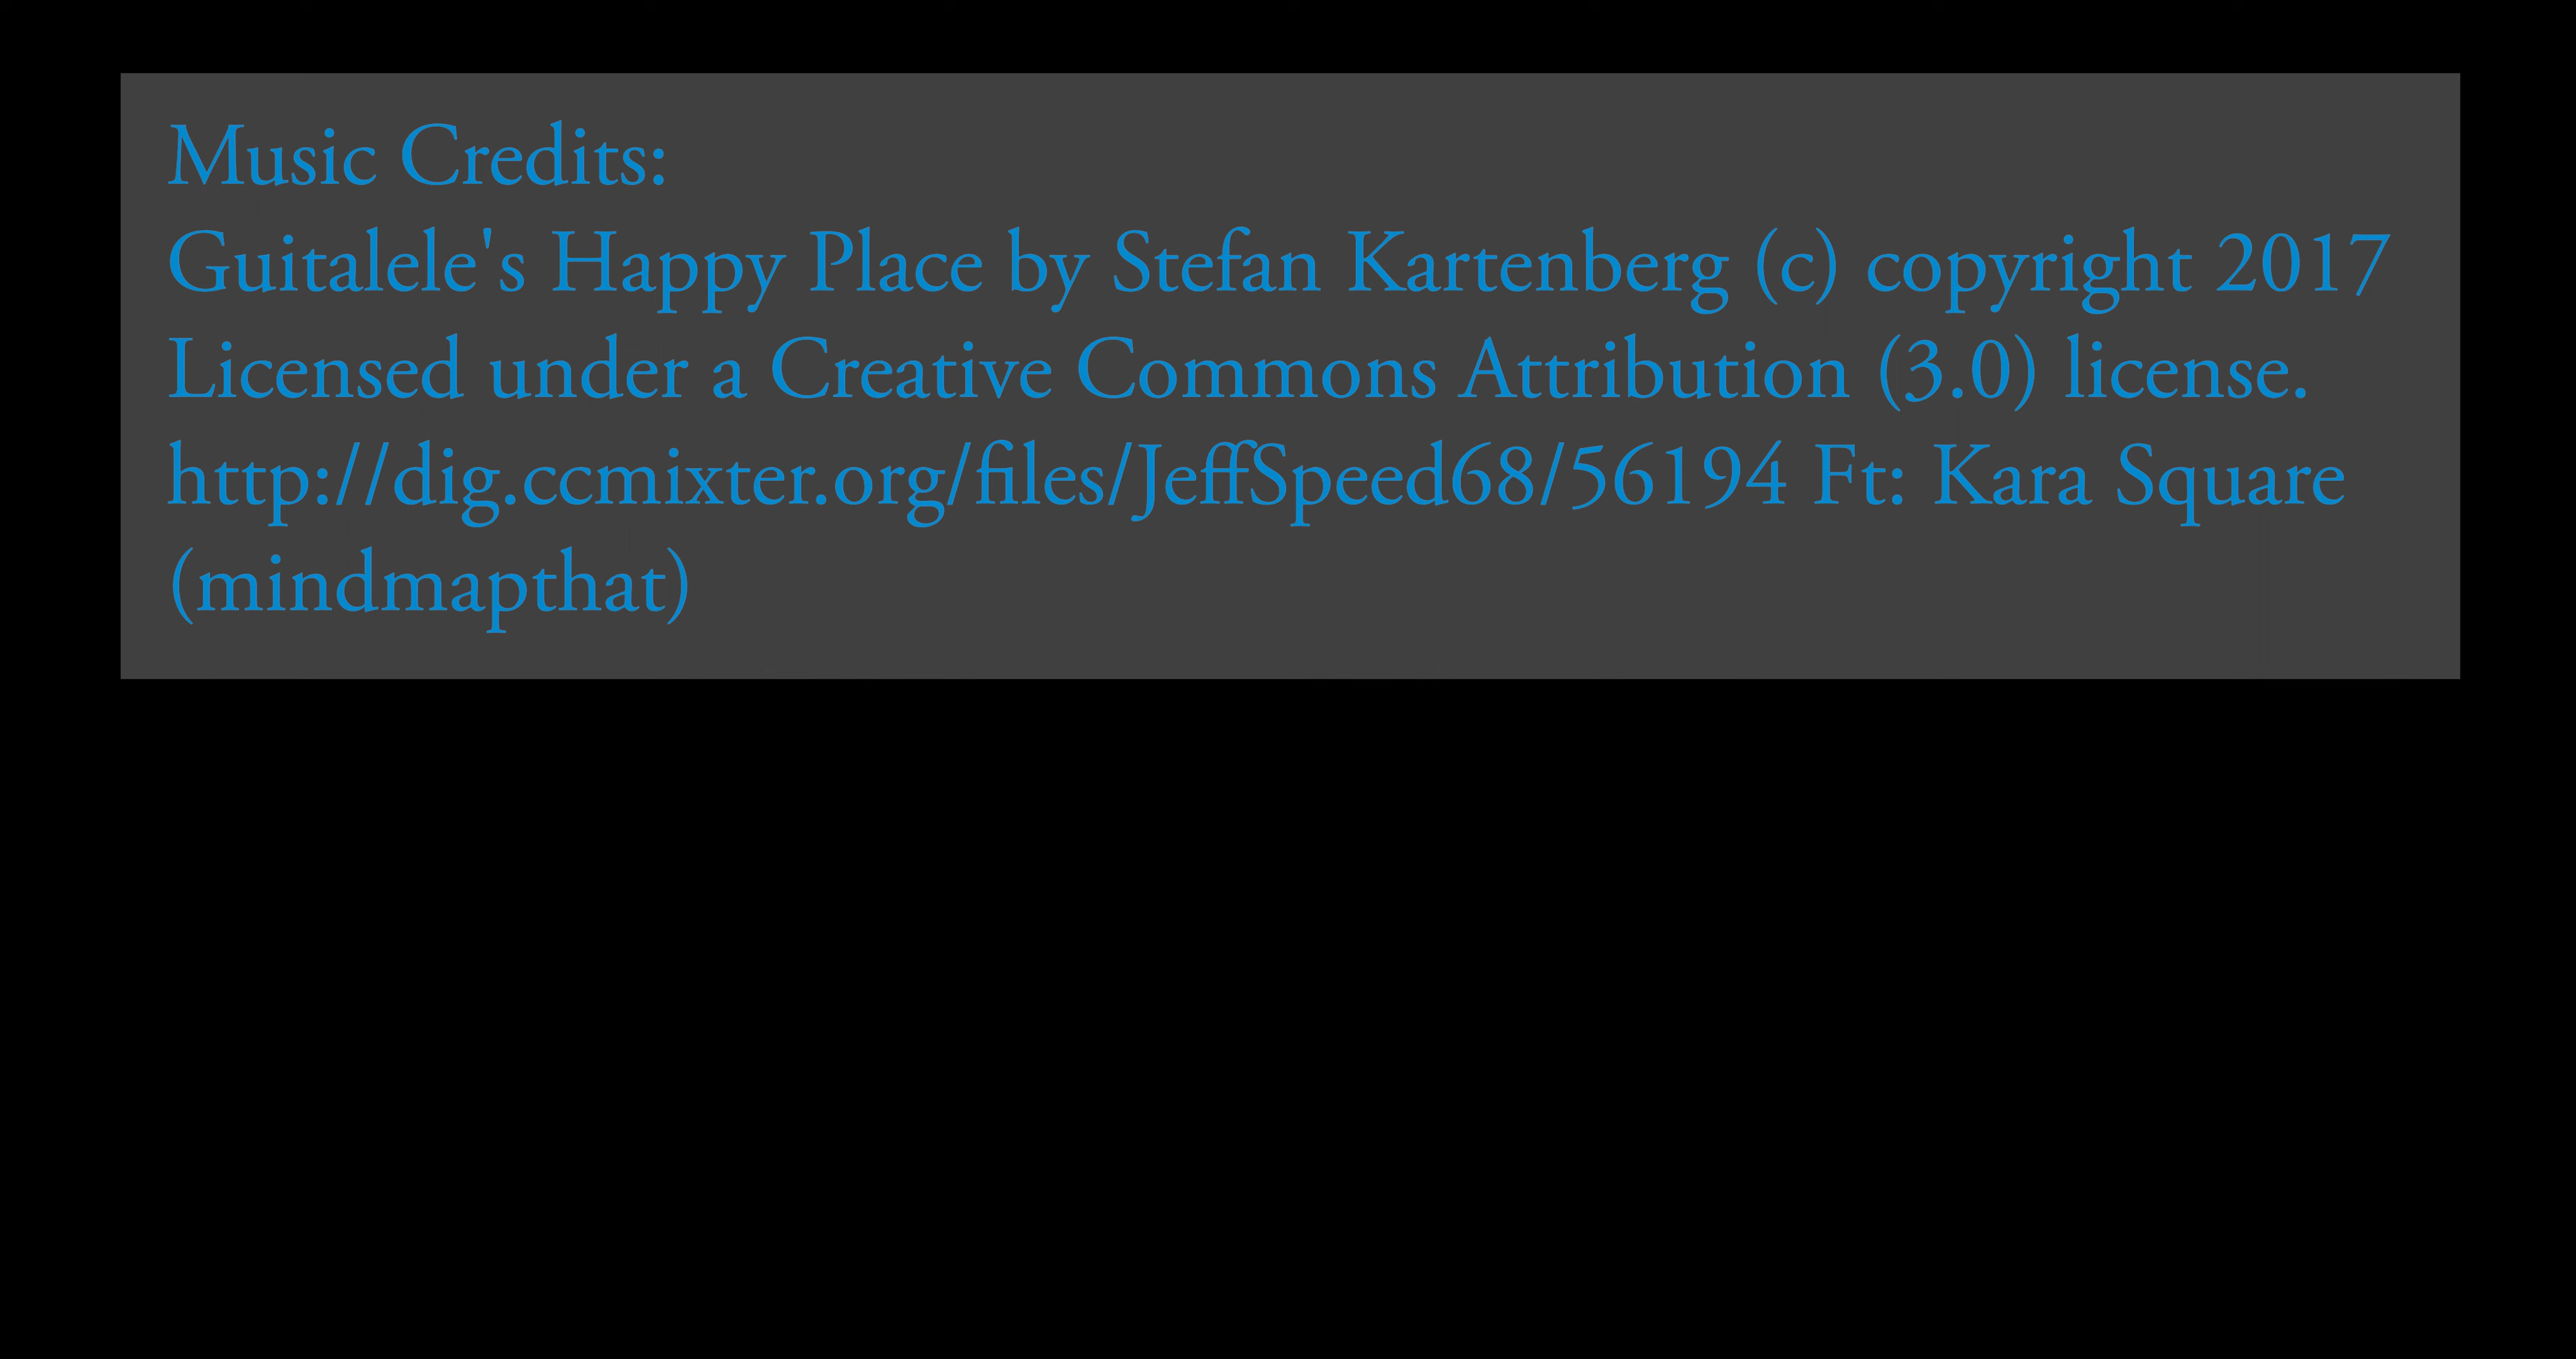 Music Credits:
Guitalele's Happy Place by Stefan Kartenberg (c) copyright 2017
Licensed under a Creative Commons Attribution (3.0) license.
http://dig.ccmixter.org/files/JeffSpeed68/56194 Ft: Kara Square
(mindmapthat)